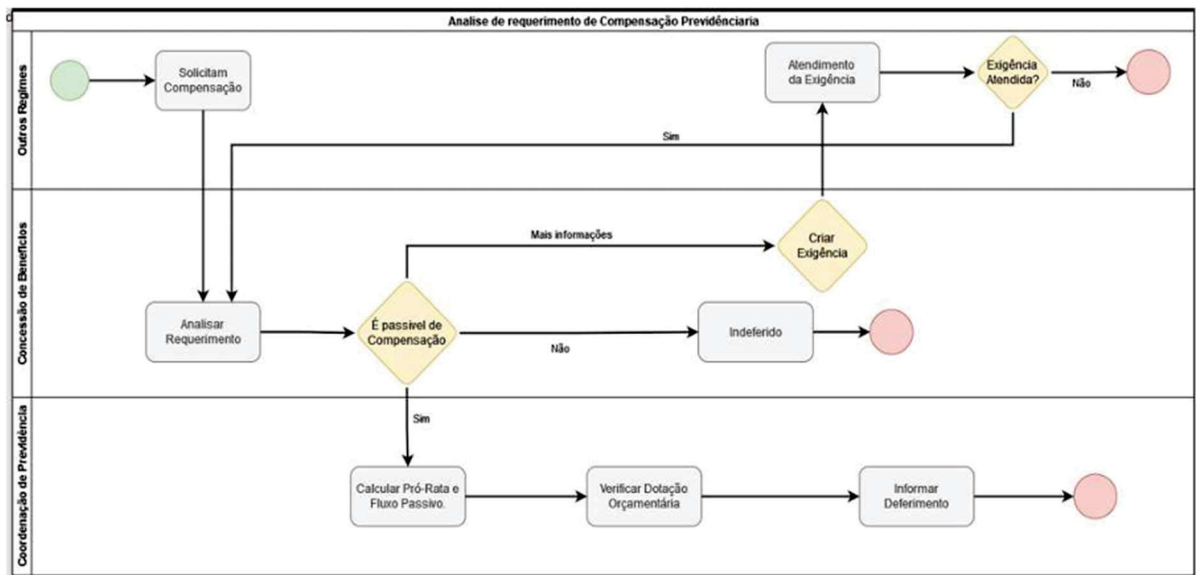 Analise de requerimento de Compensação Previdênciaria
Outros Regimes
Solicitam
Compensação
Atendimento
da Exigência
Exigência
Atendida?
Não
Sim
Concessão de Benefícios
Mais informações
Criar
Exigência
Analisar
Requerimento
É passivel de
Compensação
Não
Indeferido
Sim
Coordenação de Previdência
Calcular Pró-Rata e
Fluxo Passivo.
Verificar Dotação
Orçamentária
Informar
Deferimento